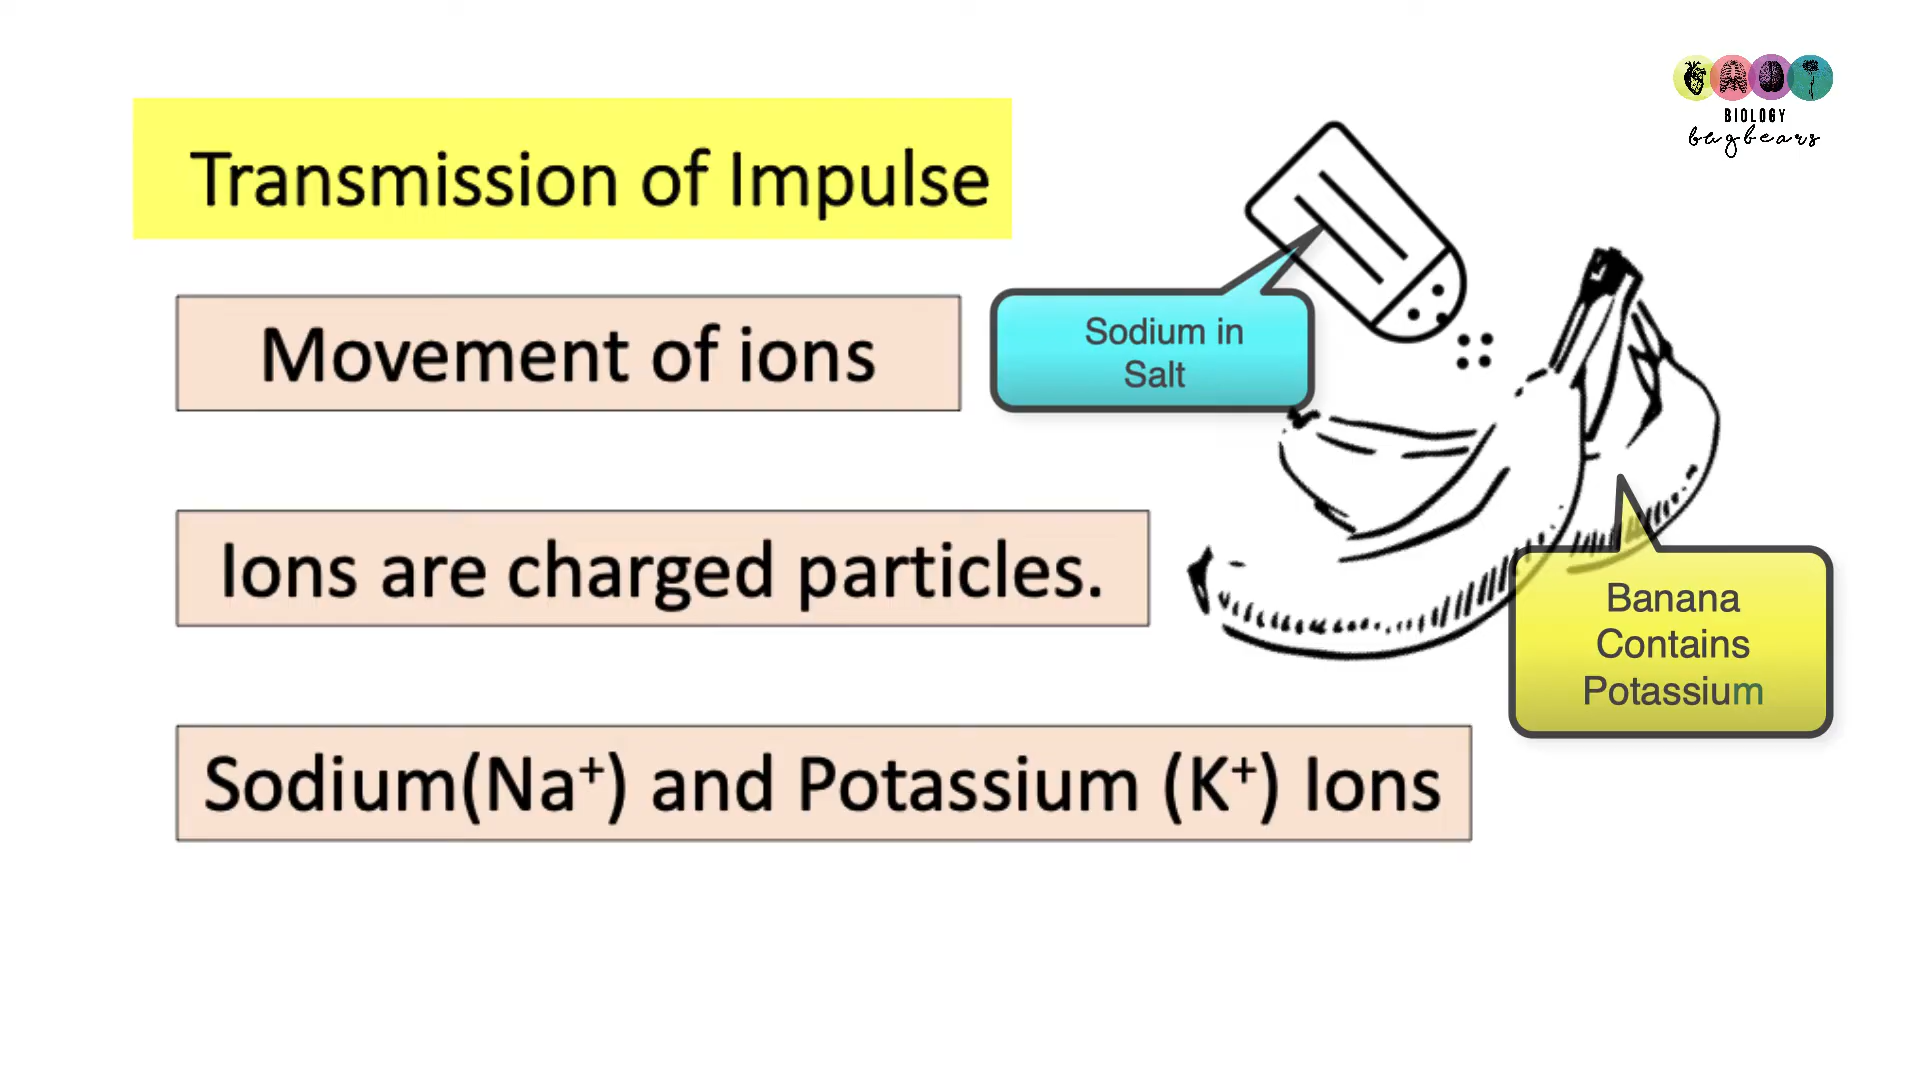 BIOLOGY
bugbears
Transmission of Impulse
Movement of ions
Sodium in
Salt
Ions are charged particles.
Banana
Contains
Potassium
Sodium(Na⁺) and Potassium (K⁺) Ions